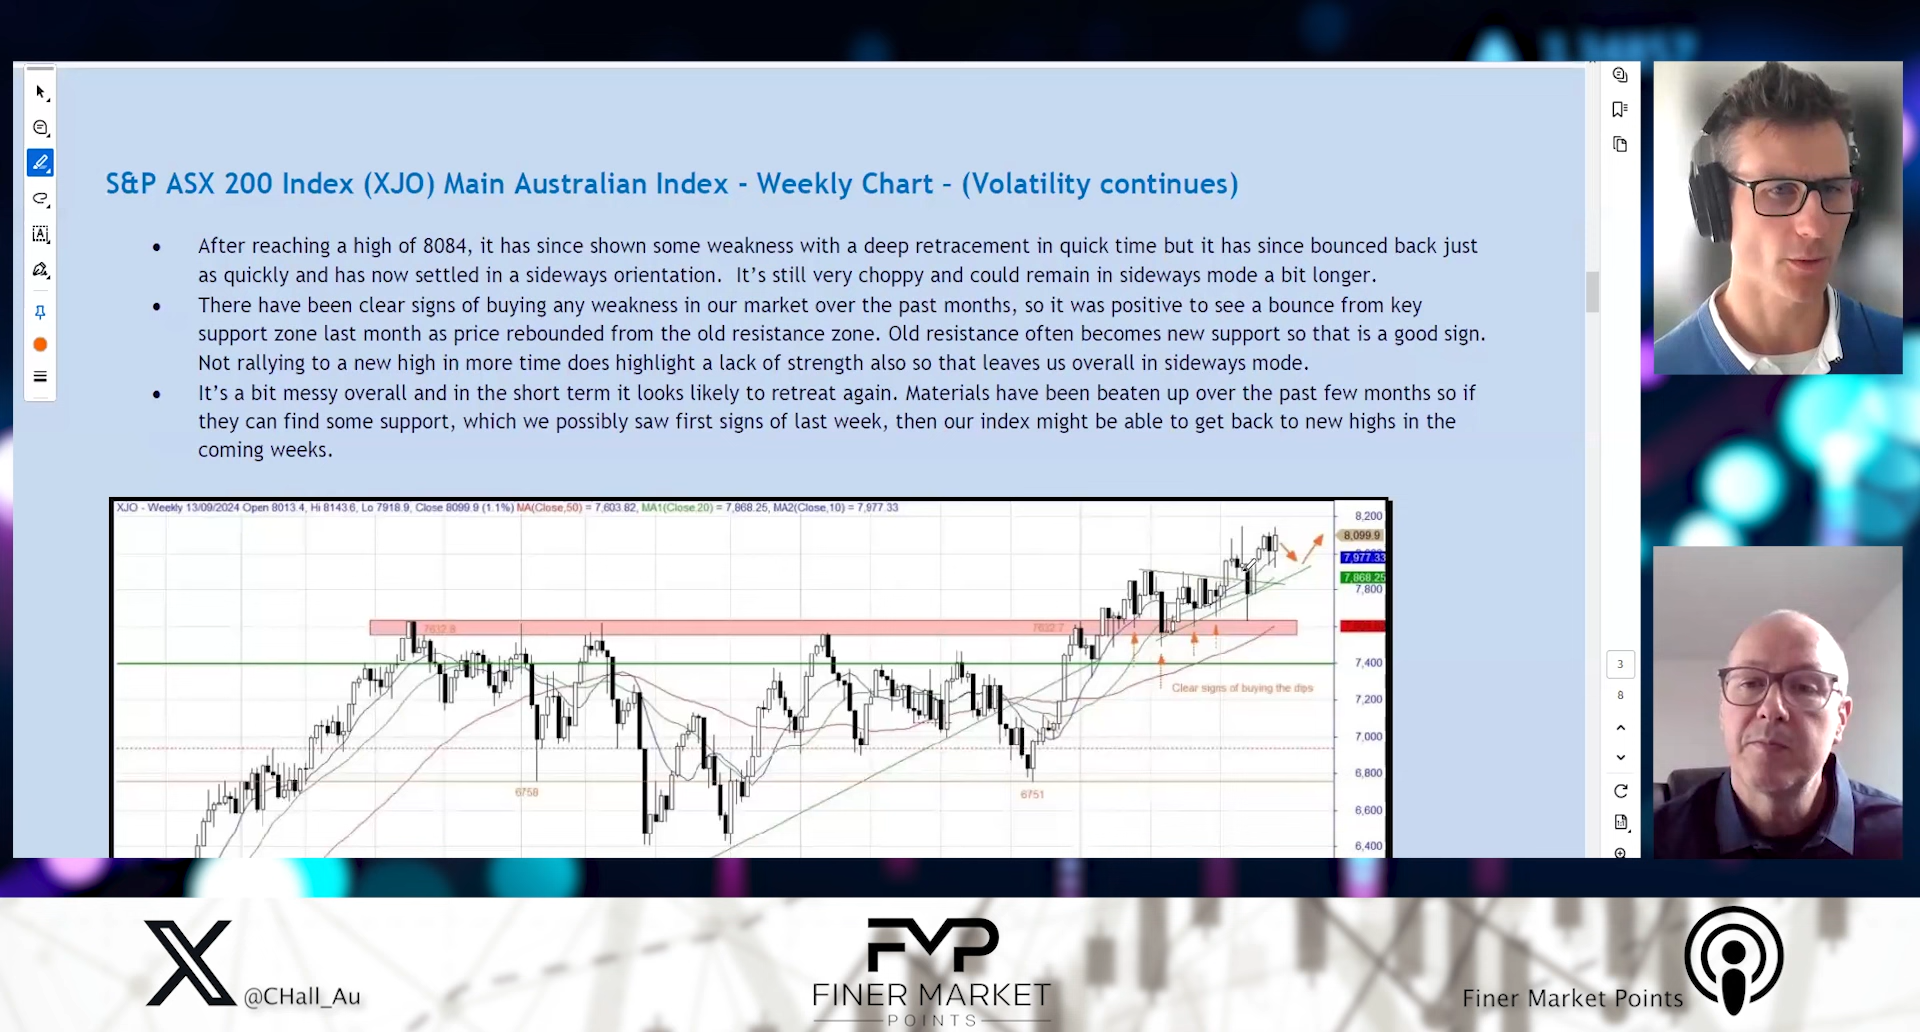 S&P ASX 200 Index (XJO) Main Australian Index - Weekly Chart – (Volatility continues)
• After reaching a high of 8084, it has since shown some weakness with a deep retracement in quick time but it has since bounced back just
as quickly and has now settled in a sideways orientation. It's still very choppy and could remain in sideways mode a bit longer.
• There have been clear signs of buying any weakness in our market over the past months, so it was positive to see a bounce from key
support zone last month as price rebounded from the old resistance zone. Old resistance often becomes new support so that is a good sign.
Not rallying to a new high in more time does highlight a lack of strength also so that leaves us overall in sideways mode.
• It's a bit messy overall and in the short term it looks likely to retreat again. Materials have been beaten up over the past few months so if
they can find some support, which we possibly saw first signs of last week, then our index might be able to get back to new highs in the
coming weeks.
XJO - Weekly 13/09/2024 Open 8013.4, Hi 8143.6, Lo 7918.9, Close 8099.9 (1.1%) MA(Close,50) = 7,603.82, MA1(Close,20) = 7,868.25, MA2(Close,10) = 7,977.33
8,200
8,099.9
7,977.33
7,868.25
7,800
7632.8
7632.7
7,400
Clear signs of buying the dips
7,200
7,000
6,800
6758
6751
6,600
6,400
3
8
@CHall_Au
FMP
FINER MARKET
POINTS
Finer Market Points